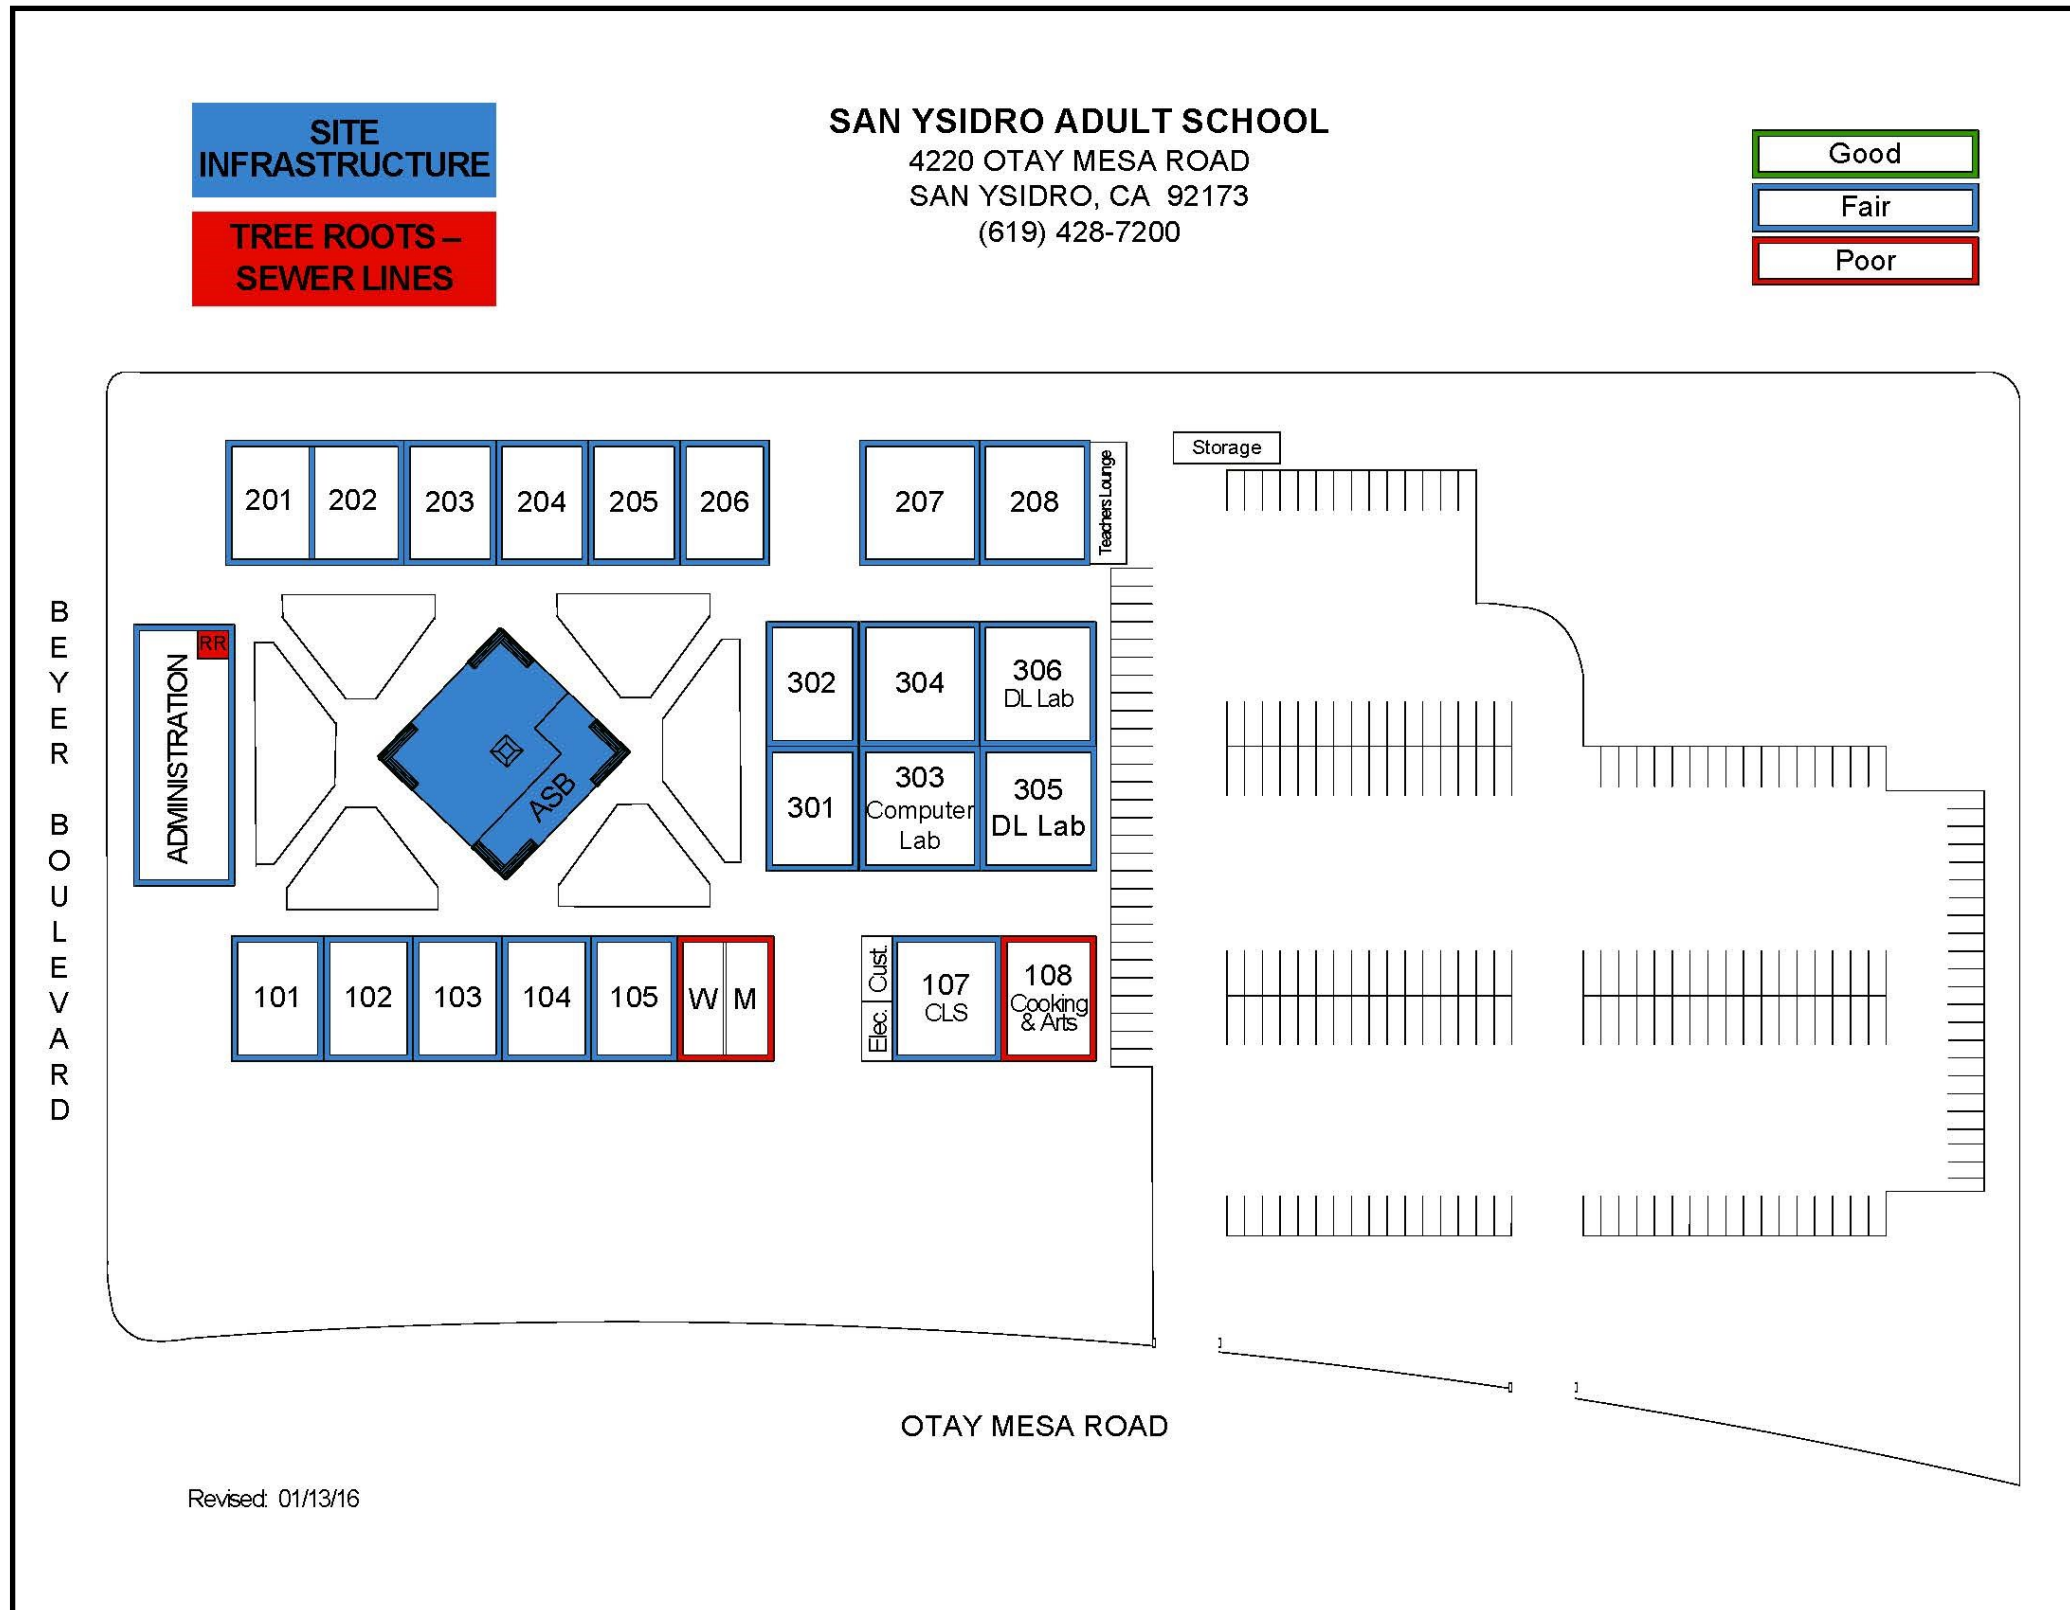 SITE
INFRASTRUCTURE
TREE ROOTS –
SEWER LINES
SAN YSIDRO ADULT SCHOOL
4220 OTAY MESA ROAD
SAN YSIDRO, CA 92173
(619) 428-7200
Good
Fair
Poor
201
202
203
204
205
206
207
208
Teachers Lounge
Storage
BEYER BOULEVARD
ADMINISTRATION
RR
ASB
302
304
306
DL Lab
301
303
Computer
Lab
305
DL Lab
101
102
103
104
105
W
M
Elec.
Cust.
107
CLS
108
Cooking
& Arts
OTAY MESA ROAD
Revised: 01/13/16